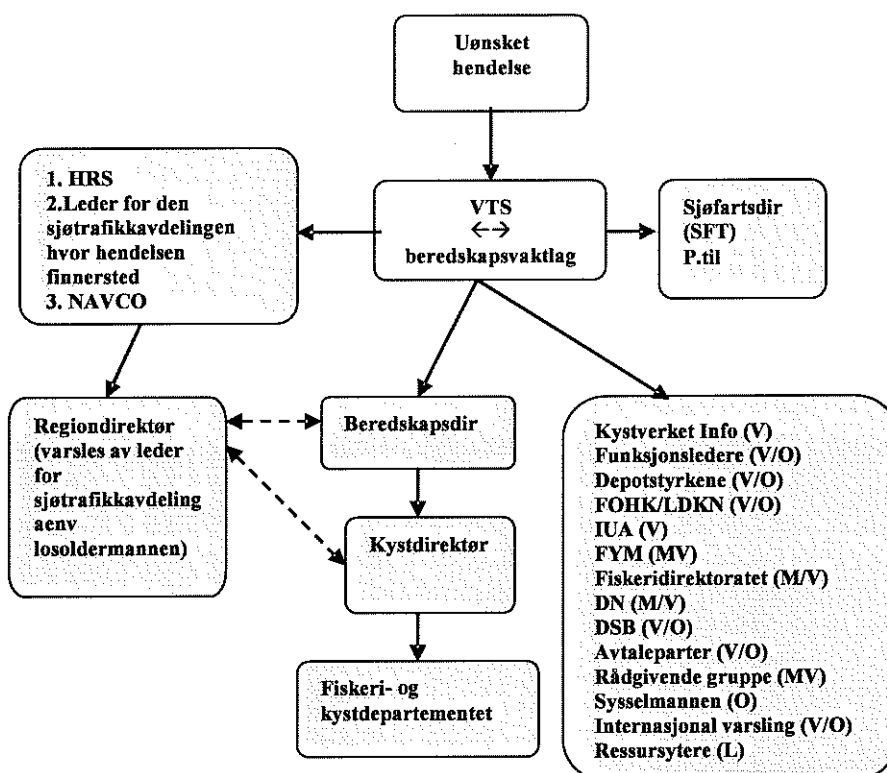 Uønsket
hendelse
1. HRS
2.Leder for den
sjøtrafikkavdelingen
hvor hendelsen
finnersted
3. NAVCO
VTS
<-->
beredskapsvaktlag
Sjøfartsdir
(SFT)
P.til
Regiondirektør
(varsles av leder
for
sjøtrafikkavdeling
aenv
losoldermannen)
Beredskapsdir
Kystdirektør
Fiskeri- og
kystdepartementet
Kystverket Info (V)
Funksjonsledere (V/O)
Depotstyrkene (V/O)
FOHK/LDKN (V/O)
IUA (V)
FYM (MV)
Fiskeridirektoratet (M/V)
DN (M/V)
DSB (V/O)
Avtaleparter (V/O)
Rådgivende gruppe (MV)
Sysselmannen (O)
Internasjonal varsling (V/O)
Ressursytere (L)